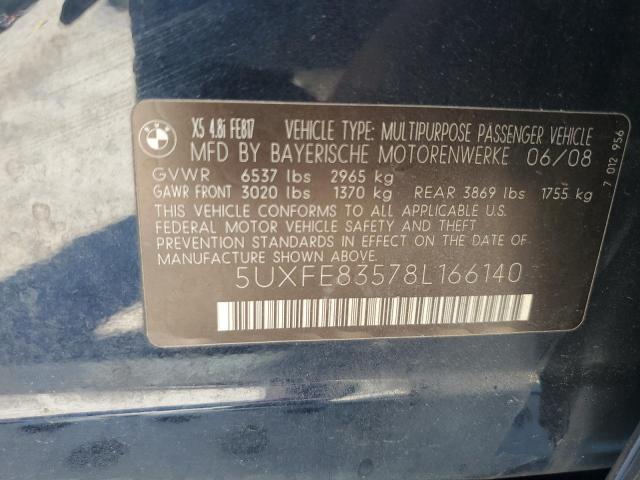 BMW
X5 4.8i FE817 VEHICLE TYPE: MULTIPURPOSE PASSENGER VEHICLE
MFD BY BAYERISCHE MOTORENWERKE 06/08
GVWR 6537 lbs 2965 kg
GAWR FRONT 3020 lbs 1370 kg REAR 3869 lbs 1755 kg
THIS VEHICLE CONFORMS TO ALL APPLICABLE U.S.
FEDERAL MOTOR VEHICLE SAFETY AND THEFT
PREVENTION STANDARDS IN EFFECT ON THE DATE OF
MANUFACTURE SHOWN ABOVE.
5UXFE83578L166140
7 012 956